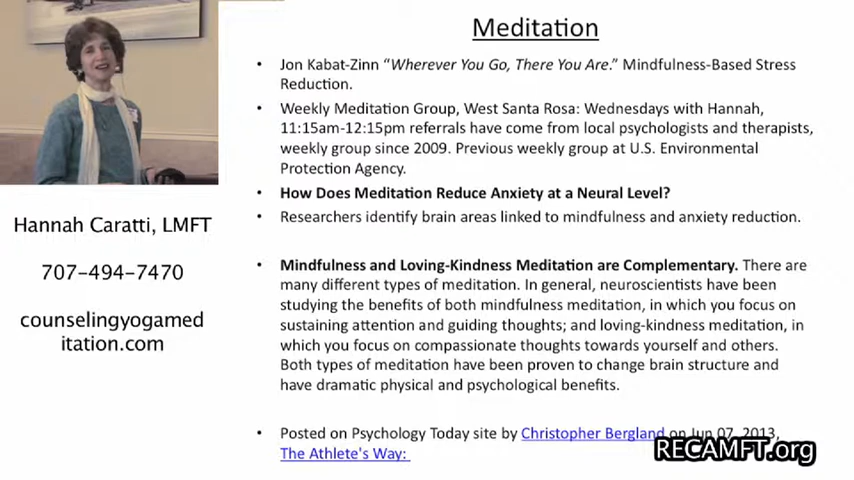 Meditation
• Jon Kabat-Zinn “Wherever You Go, There You Are.” Mindfulness-Based Stress
Reduction.
• Weekly Meditation Group, West Santa Rosa: Wednesdays with Hannah,
11:15am-12:15pm referrals have come from local psychologists and therapists,
weekly group since 2009. Previous weekly group at U.S. Environmental
Protection Agency.
• How Does Meditation Reduce Anxiety at a Neural Level?
• Researchers identify brain areas linked to mindfulness and anxiety reduction.
• Mindfulness and Loving-Kindness Meditation are Complementary. There are
many different types of meditation. In general, neuroscientists have been
studying the benefits of both mindfulness meditation, in which you focus on
sustaining attention and guiding thoughts; and loving-kindness meditation, in
which you focus on compassionate thoughts towards yourself and others.
Both types of meditation have been proven to change brain structure and
have dramatic physical and psychological benefits.
• Posted on Psychology Today site by Christopher Bergland on Jun 07, 2013,
The Athlete's Way:
Hannah Caratti, LMFT
707-494-7470
counselingyogamed
itation.com
RECAMFT.org